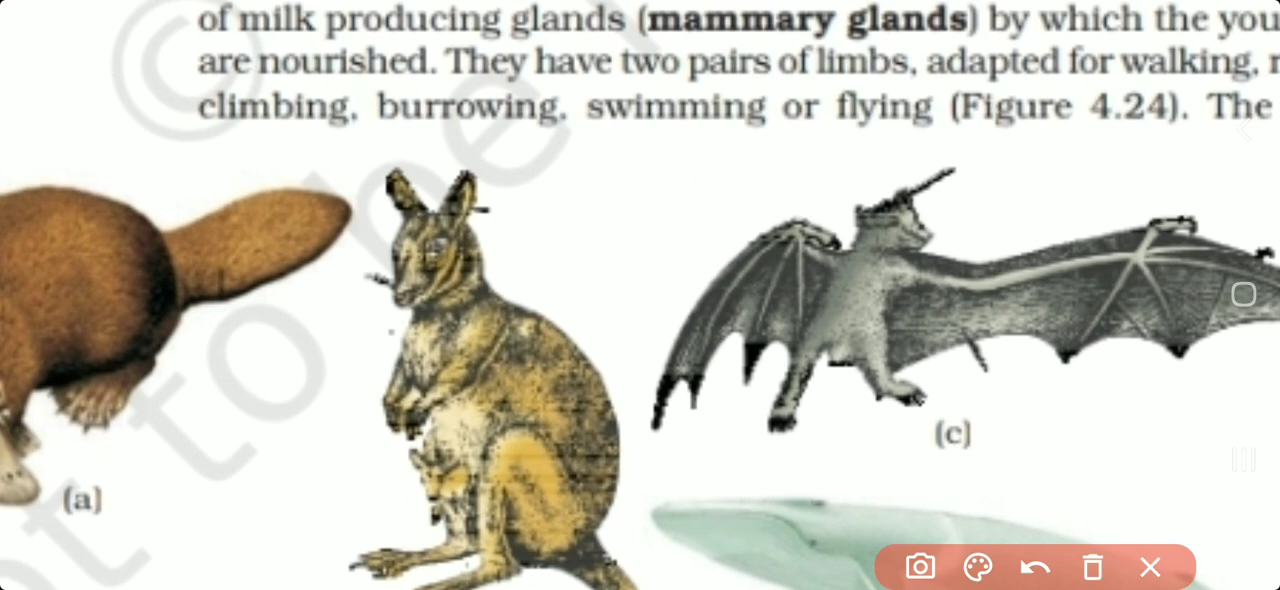 of milk producing glands (mammary glands) by which the
are nourished. They have two pairs of limbs, adapted for walking,
climbing, burrowing, swimming or flying (Figure 4.24). The
(c)
(a)